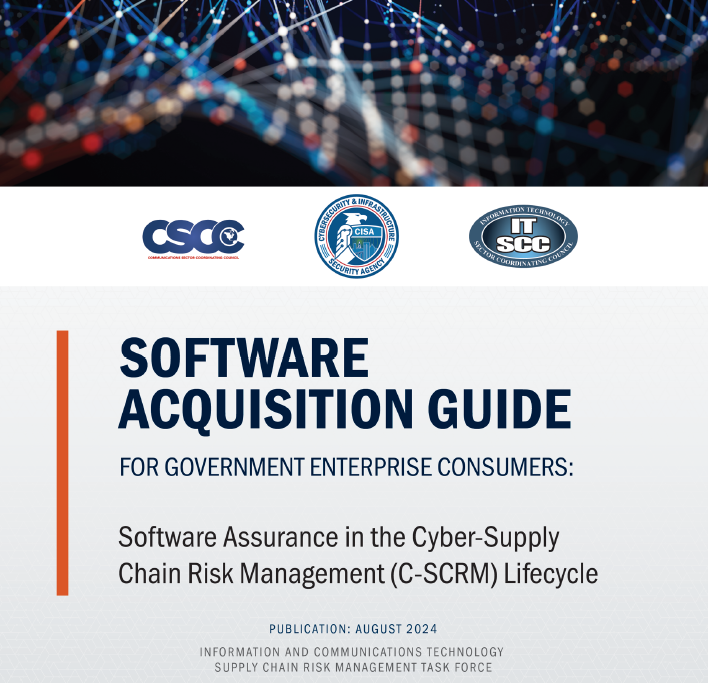 CSCC
COMMUNICATIONS SECTOR COORDINATING COUNCIL
CYBERSECURITY & INFRASTRUCTURE
CISA
SECURITY AGENCY
INFORMATION TECHNOLOGY
IT
SCC
SECTOR COORDINATING COUNCIL
SOFTWARE
ACQUISITION GUIDE
FOR GOVERNMENT ENTERPRISE CONSUMERS:
Software Assurance in the Cyber-Supply
Chain Risk Management (C-SCRM) Lifecycle
PUBLICATION: AUGUST 2024
INFORMATION AND COMMUNICATIONS TECHNOLOGY
SUPPLY CHAIN RISK MANAGEMENT TASK FORCE